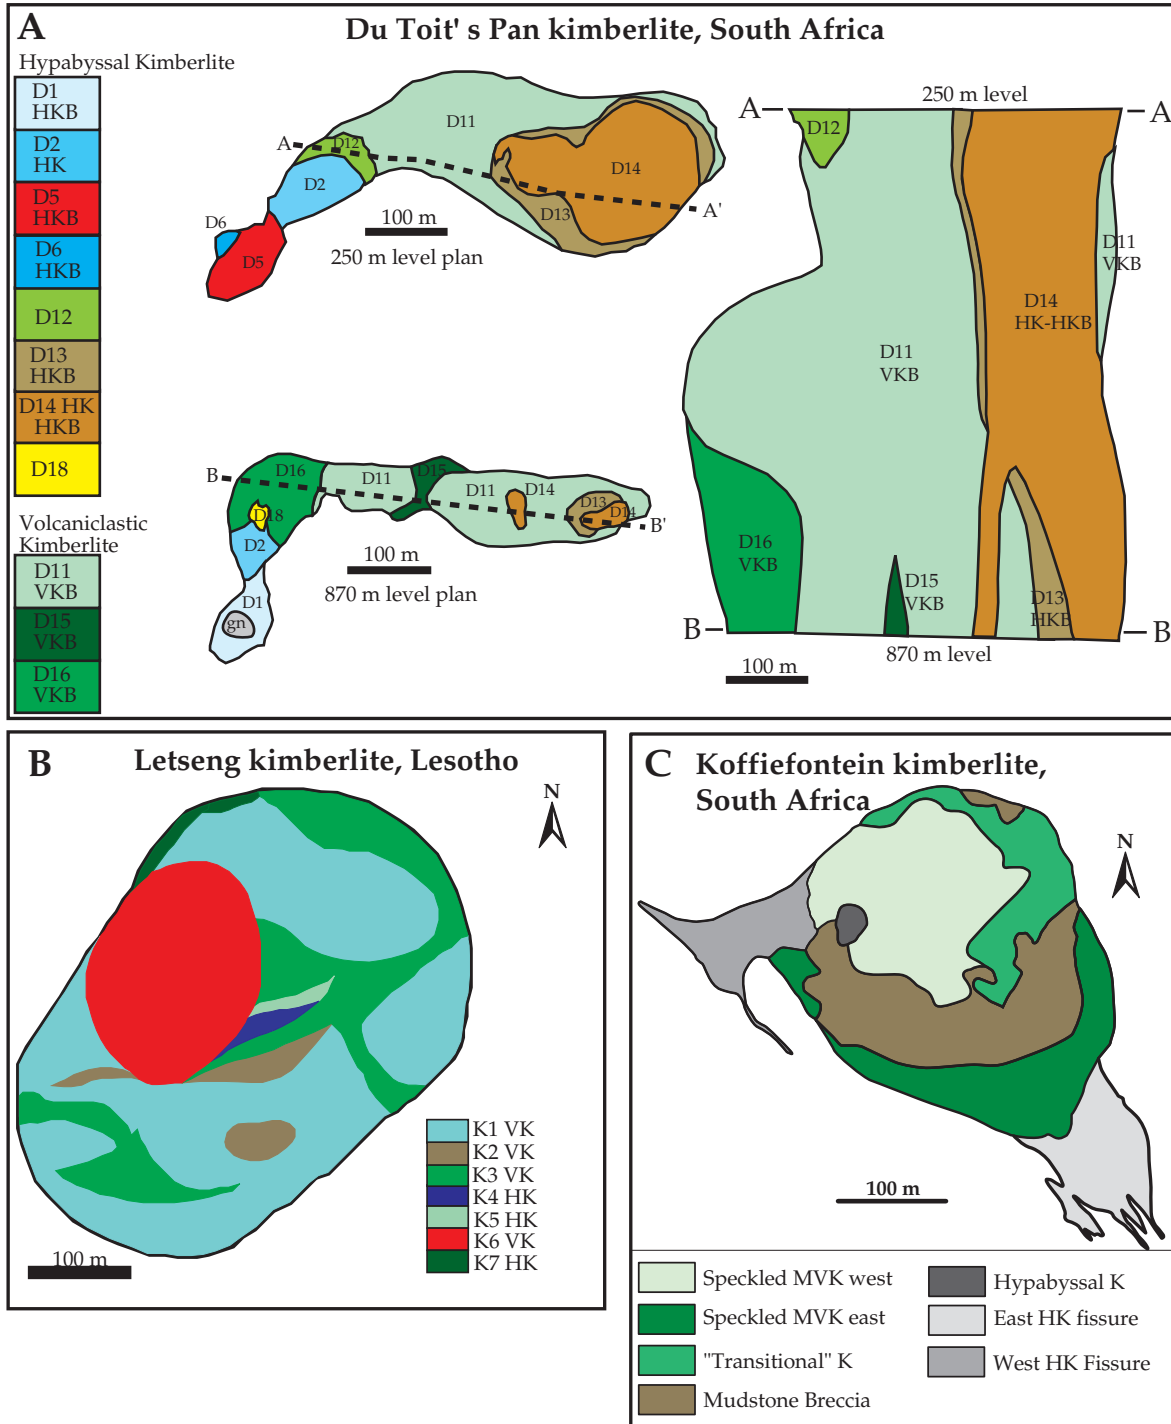 A
Du Toit' s Pan kimberlite, South Africa
Hypabyssal Kimberlite
D1
HKB
D2
HK
D5
HKB
D6
HKB
D12
D13
HKB
D14 HK
HKB
D18
Volcaniclastic
Kimberlite
D11
VKB
D15
VKB
D16
VKB
A
D12
D11
D14
D2
D13
A'
D6
D5
100 m
250 m level plan
B
D16
D11
D15
D11
D14
D13
D14
B'
D18
D2
D1
gn
100 m
870 m level plan
250 m level
A
A
D12
D11
VKB
D14
HK-HKB
D11
VKB
D16
VKB
D15
VKB
D13
HKB
B
B
870 m level
100 m
B
Letseng kimberlite, Lesotho
N
K1 VK
K2 VK
K3 VK
K4 HK
K5 HK
K6 VK
K7 HK
100 m
C
Koffiefontein kimberlite,
South Africa
N
100 m
Speckled MVK west
Speckled MVK east
"Transitional" K
Mudstone Breccia
Hypabyssal K
East HK fissure
West HK Fissure